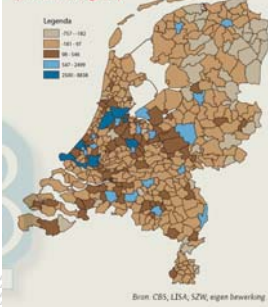 Legenda
-757 - -182
-181 - 97
98 - 546
547 - 2499
2500 - 8838
Bron: CBS, LISA, SZW, eigen bewerking